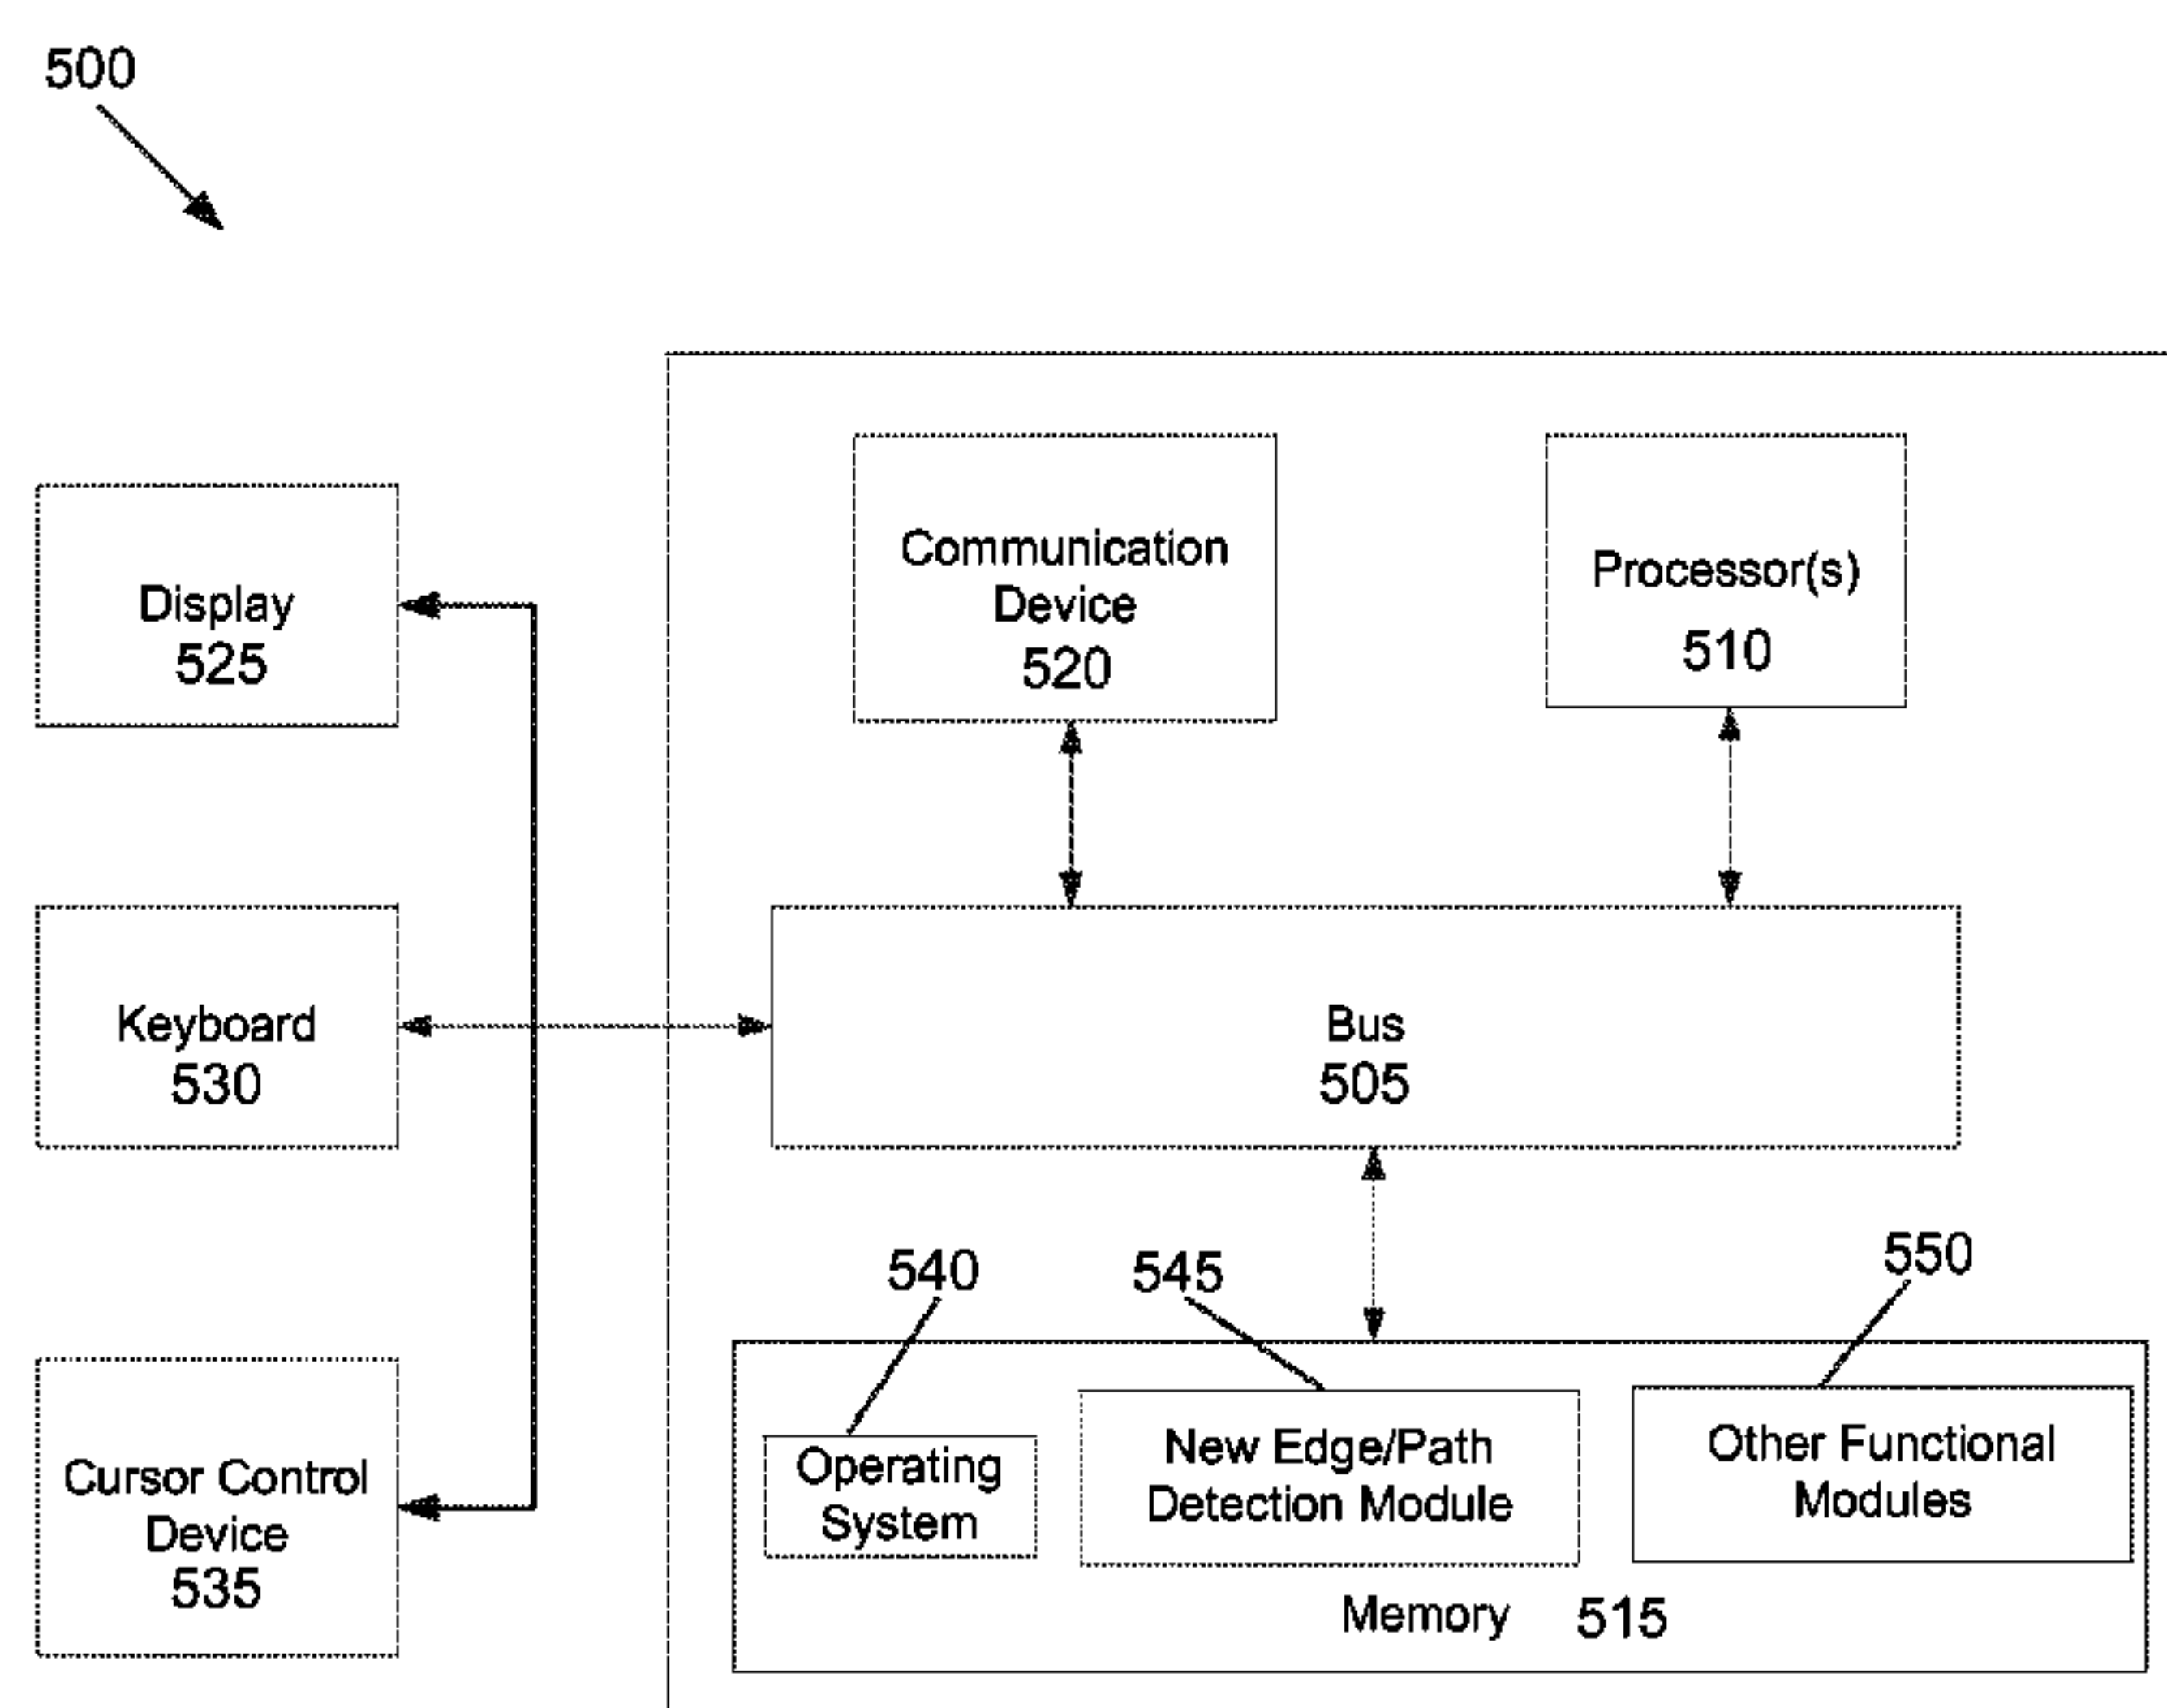 500
Communication
Device
520
Processor(s)
510
Display
525
Keyboard
530
Bus
505
Cursor Control
Device
535
540
545
550
Operating
System
New Edge/Path
Detection Module
Other Functional
Modules
Memory 515